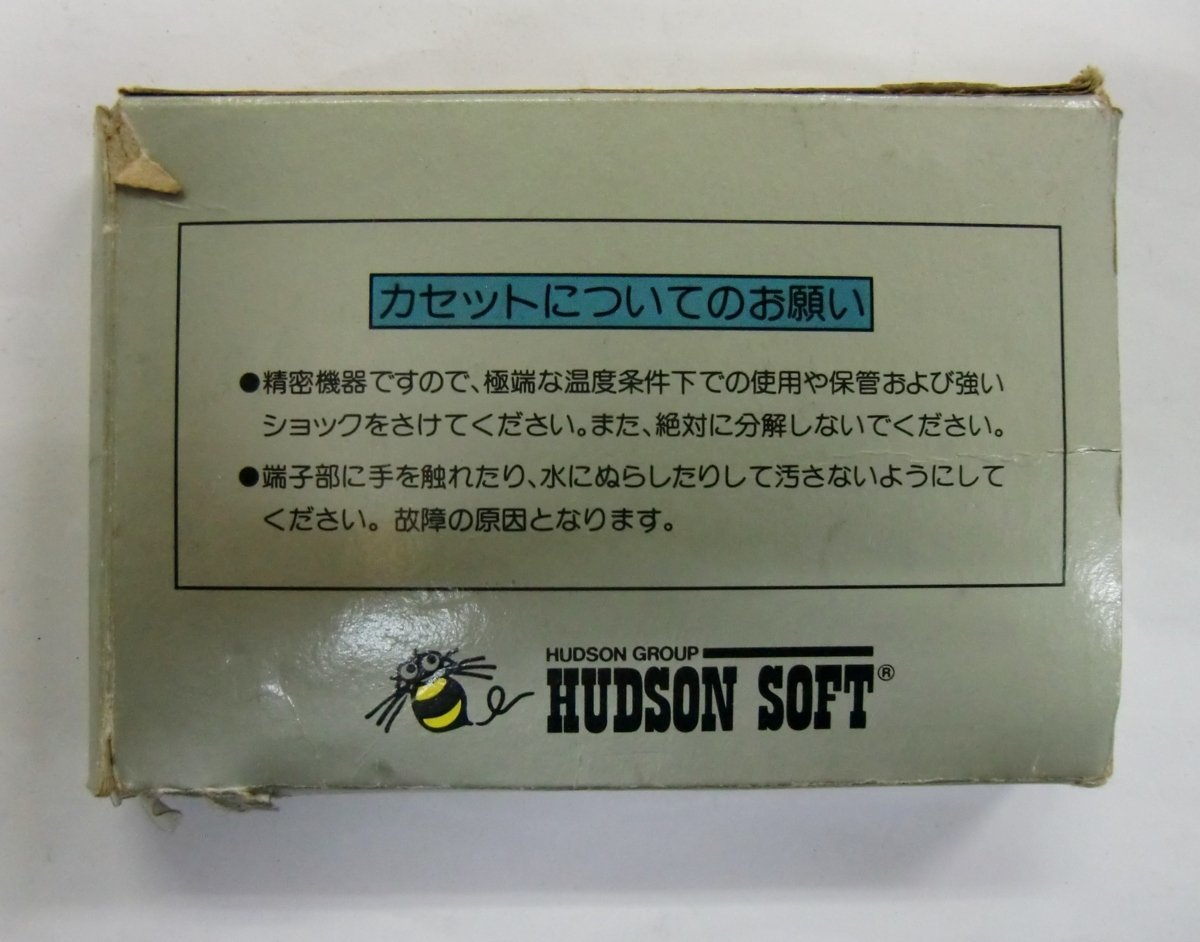 カセットについてのお願い
●精密機器ですので、極端な温度条件下での使用や保管および強い
ショックをさけてください。また、絶対に分解しないでください。
●端子部に手を触れたり、水にぬらしたりして汚さないようにして
ください。故障の原因となります。
HUDSON GROUP
HUDSON SOFT®